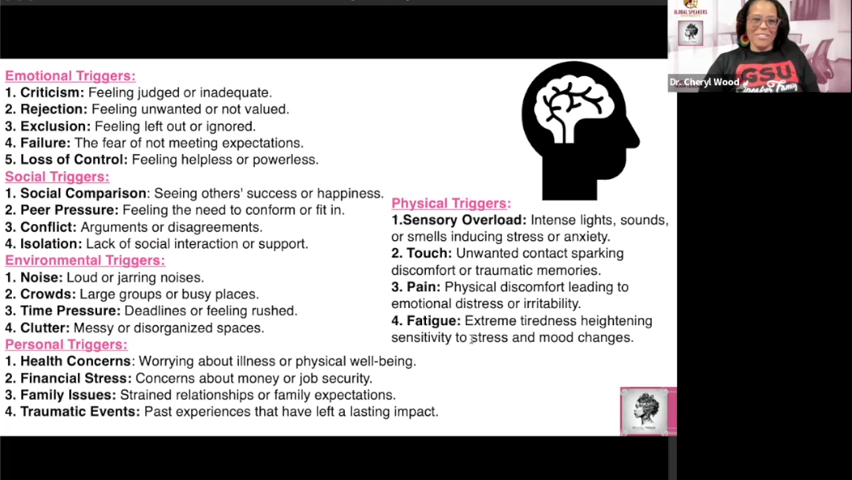 Emotional Triggers:
1. Criticism: Feeling judged or inadequate.
2. Rejection: Feeling unwanted or not valued.
3. Exclusion: Feeling left out or ignored.
4. Failure: The fear of not meeting expectations.
5. Loss of Control: Feeling helpless or powerless.
Social Triggers:
1. Social Comparison: Seeing others' success or happiness.
2. Peer Pressure: Feeling the need to conform or fit in.
3. Conflict: Arguments or disagreements.
4. Isolation: Lack of social interaction or support.
Environmental Triggers:
1. Noise: Loud or jarring noises.
2. Crowds: Large groups or busy places.
3. Time Pressure: Deadlines or feeling rushed.
4. Clutter: Messy or disorganized spaces.
Personal Triggers:
1. Health Concerns: Worrying about illness or physical well-being.
2. Financial Stress: Concerns about money or job security.
3. Family Issues: Strained relationships or family expectations.
4. Traumatic Events: Past experiences that have left a lasting impact.
Physical Triggers:
1.Sensory Overload: Intense lights, sounds,
or smells inducing stress or anxiety.
2. Touch: Unwanted contact sparking
discomfort or traumatic memories.
3. Pain: Physical discomfort leading to
emotional distress or irritability.
4. Fatigue: Extreme tiredness heightening
sensitivity to stress and mood changes.
GLOBAL SPEAKERS
GSU
Dr. Cheryl Wood